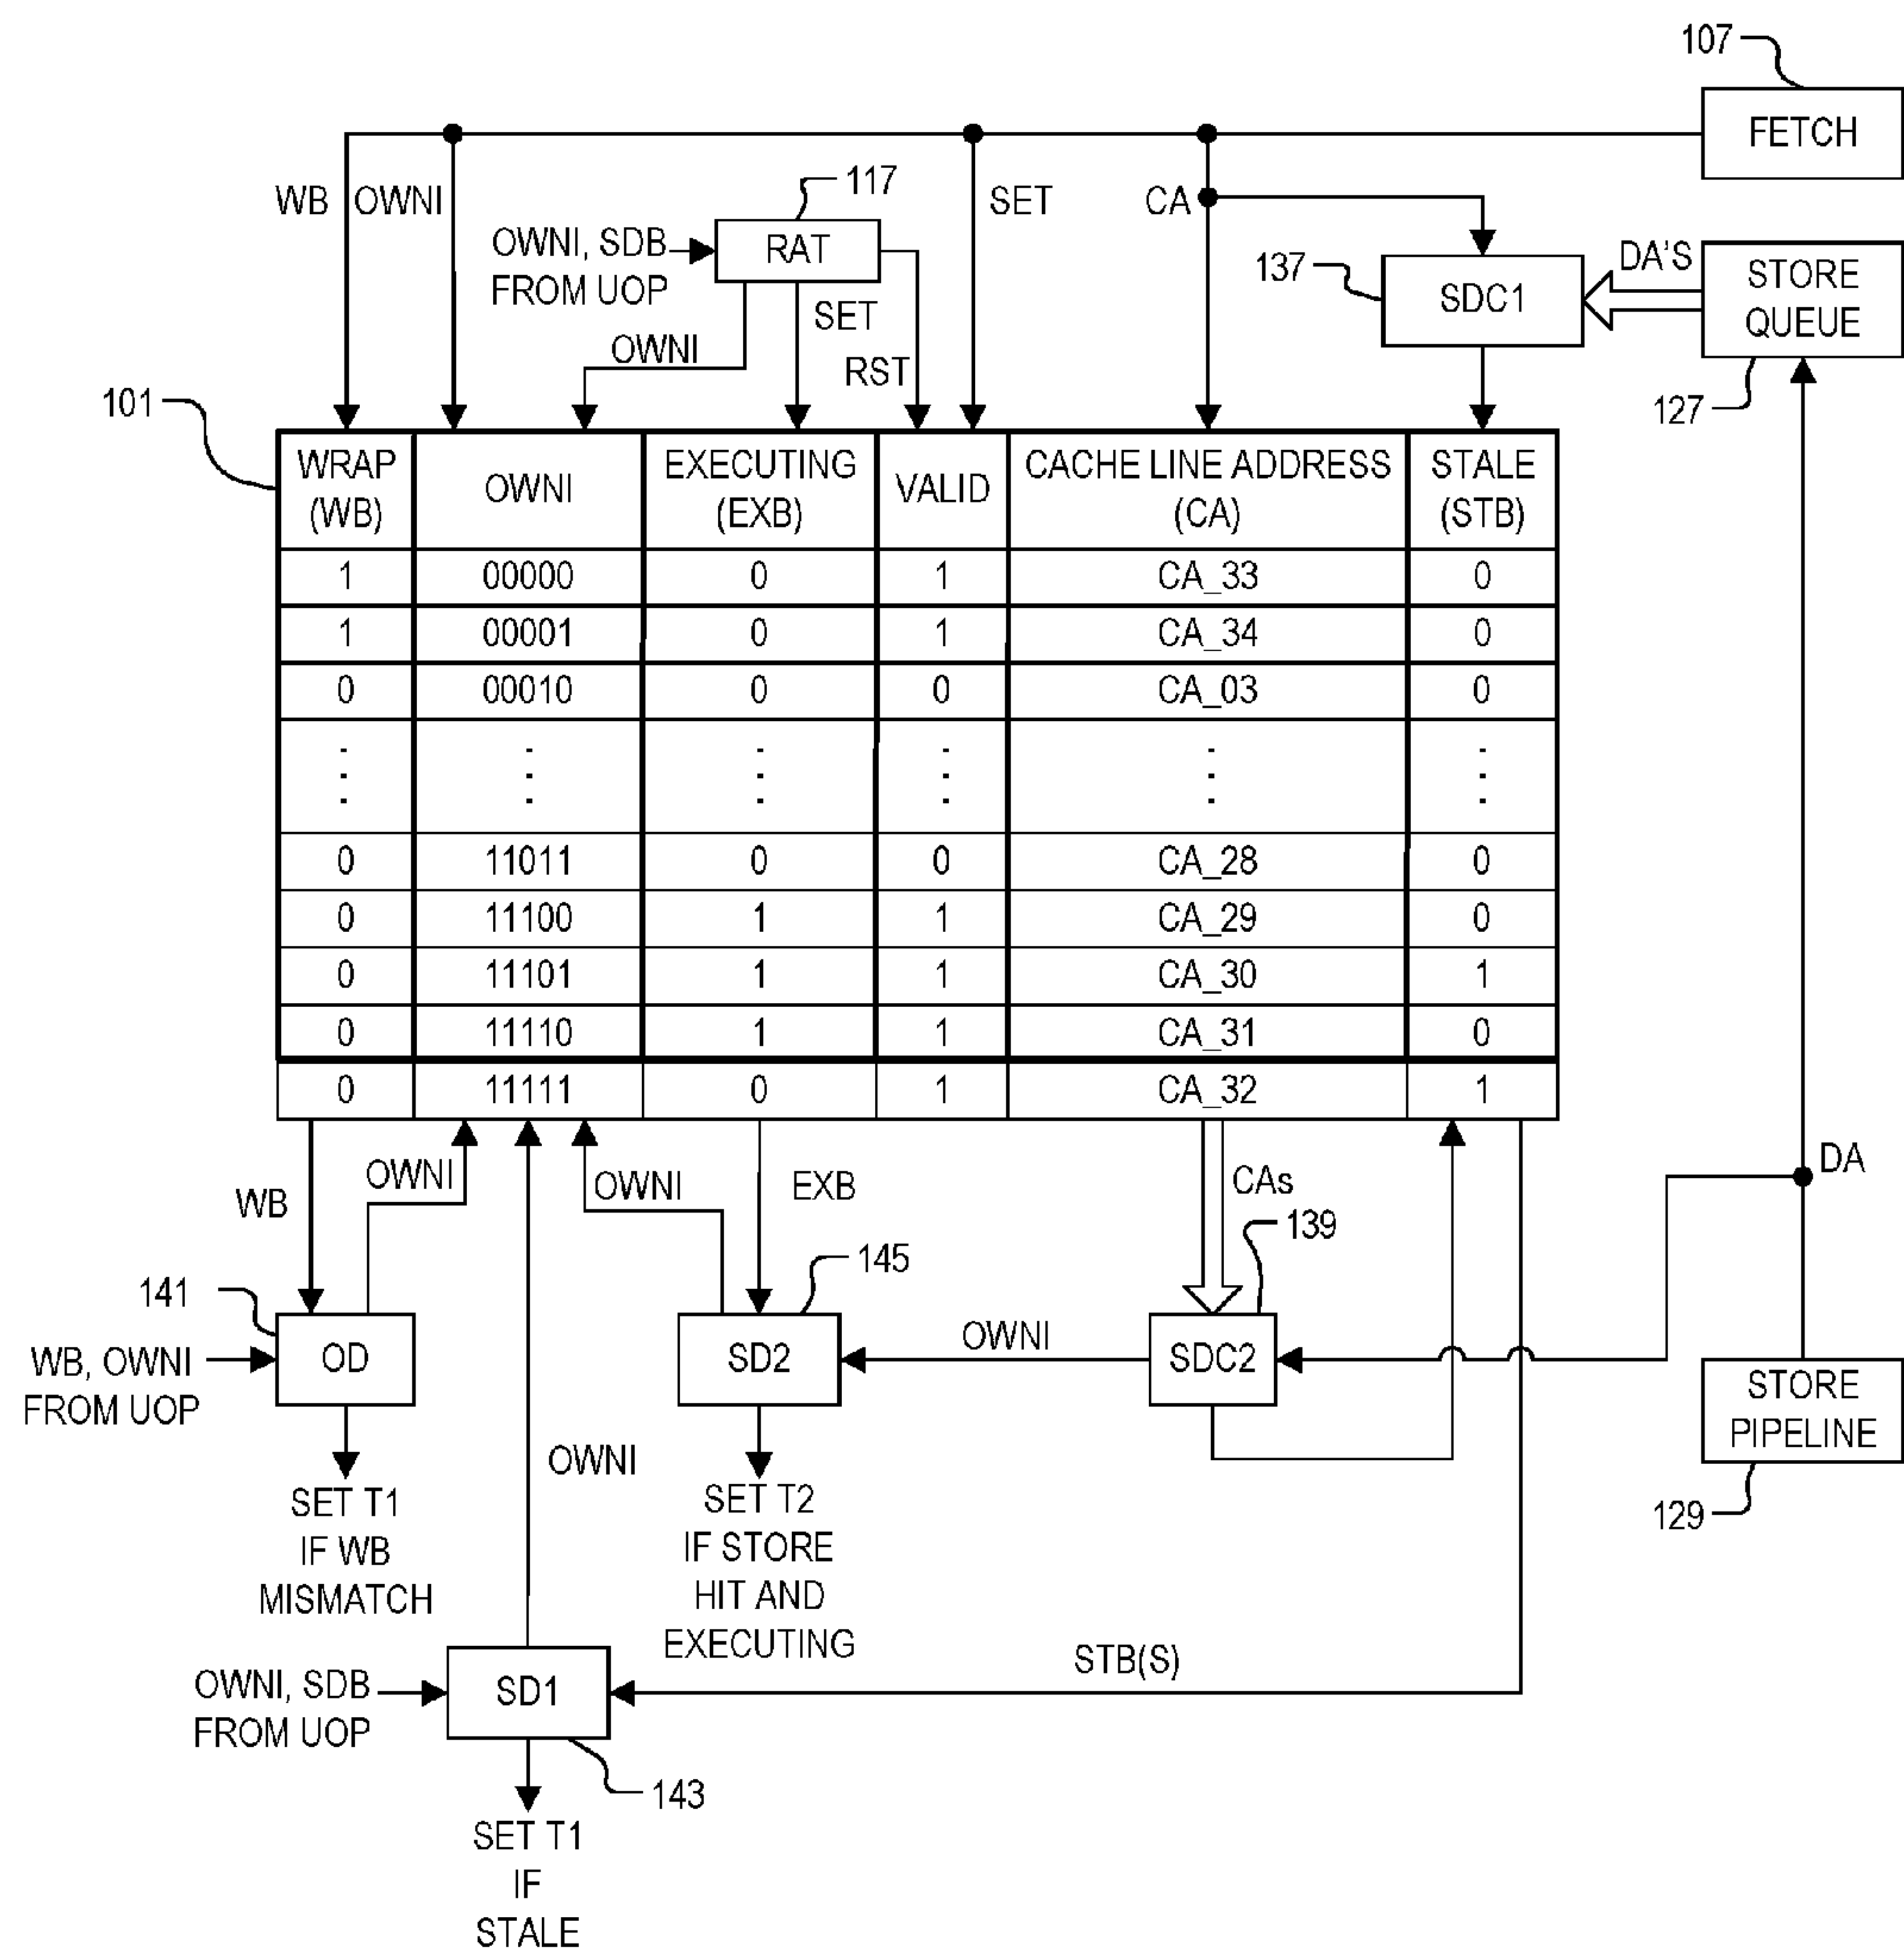 107
FETCH
WB
OWNI
117
SET
CA
OWNI, SDB
FROM UOP
RAT
137
SDC1
DA'S
STORE
QUEUE
OWNI
SET
RST
101
127
WRAP
(WB)
OWNI
EXECUTING
(EXB)
VALID
CACHE LINE ADDRESS
(CA)
STALE
(STB)
1 00000 0 1 CA_33 0
1 00001 0 1 CA_34 0
0 00010 0 0 CA_03 0
0 11011 0 0 CA_28 0
0 11100 1 1 CA_29 0
0 11101 1 1 CA_30 1
0 11110 1 1 CA_31 0
0 11111 0 1 CA_32 1
WB
OWNI
OWNI
EXB
CAs
DA
139
141
145
WB, OWNI
FROM UOP
OD
SD2
OWNI
SDC2
STORE
PIPELINE
129
SET T1
IF WB
MISMATCH
OWNI
SET T2
IF STORE
HIT AND
EXECUTING
STB(S)
OWNI, SDB
FROM UOP
SD1
143
SET T1
IF
STALE